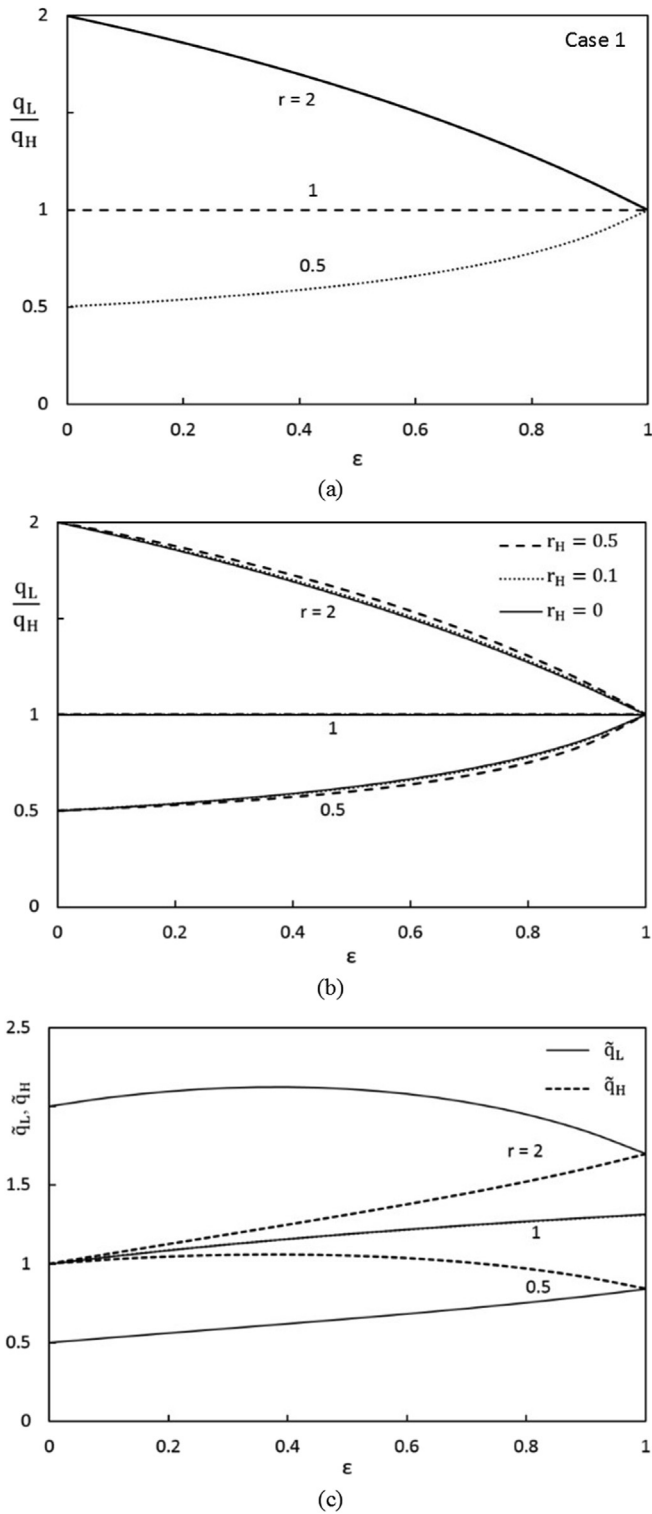 Case 1
2
r = 2
q_L
q_H
1
1
0.5
0.5
0
0 0.2 0.4 0.6 0.8 1
ε
(a)
2
r_H = 0.5
r_H = 0.1
r_H = 0
q_L
q_H
r = 2
1
1
0.5
0.5
0
0 0.2 0.4 0.6 0.8 1
ε
(b)
2.5
q̃_L
q̃_H
q̃_L, q̃_H
r = 2
1.5
1
1
0.5
0.5
0
0 0.2 0.4 0.6 0.8 1
ε
(c)